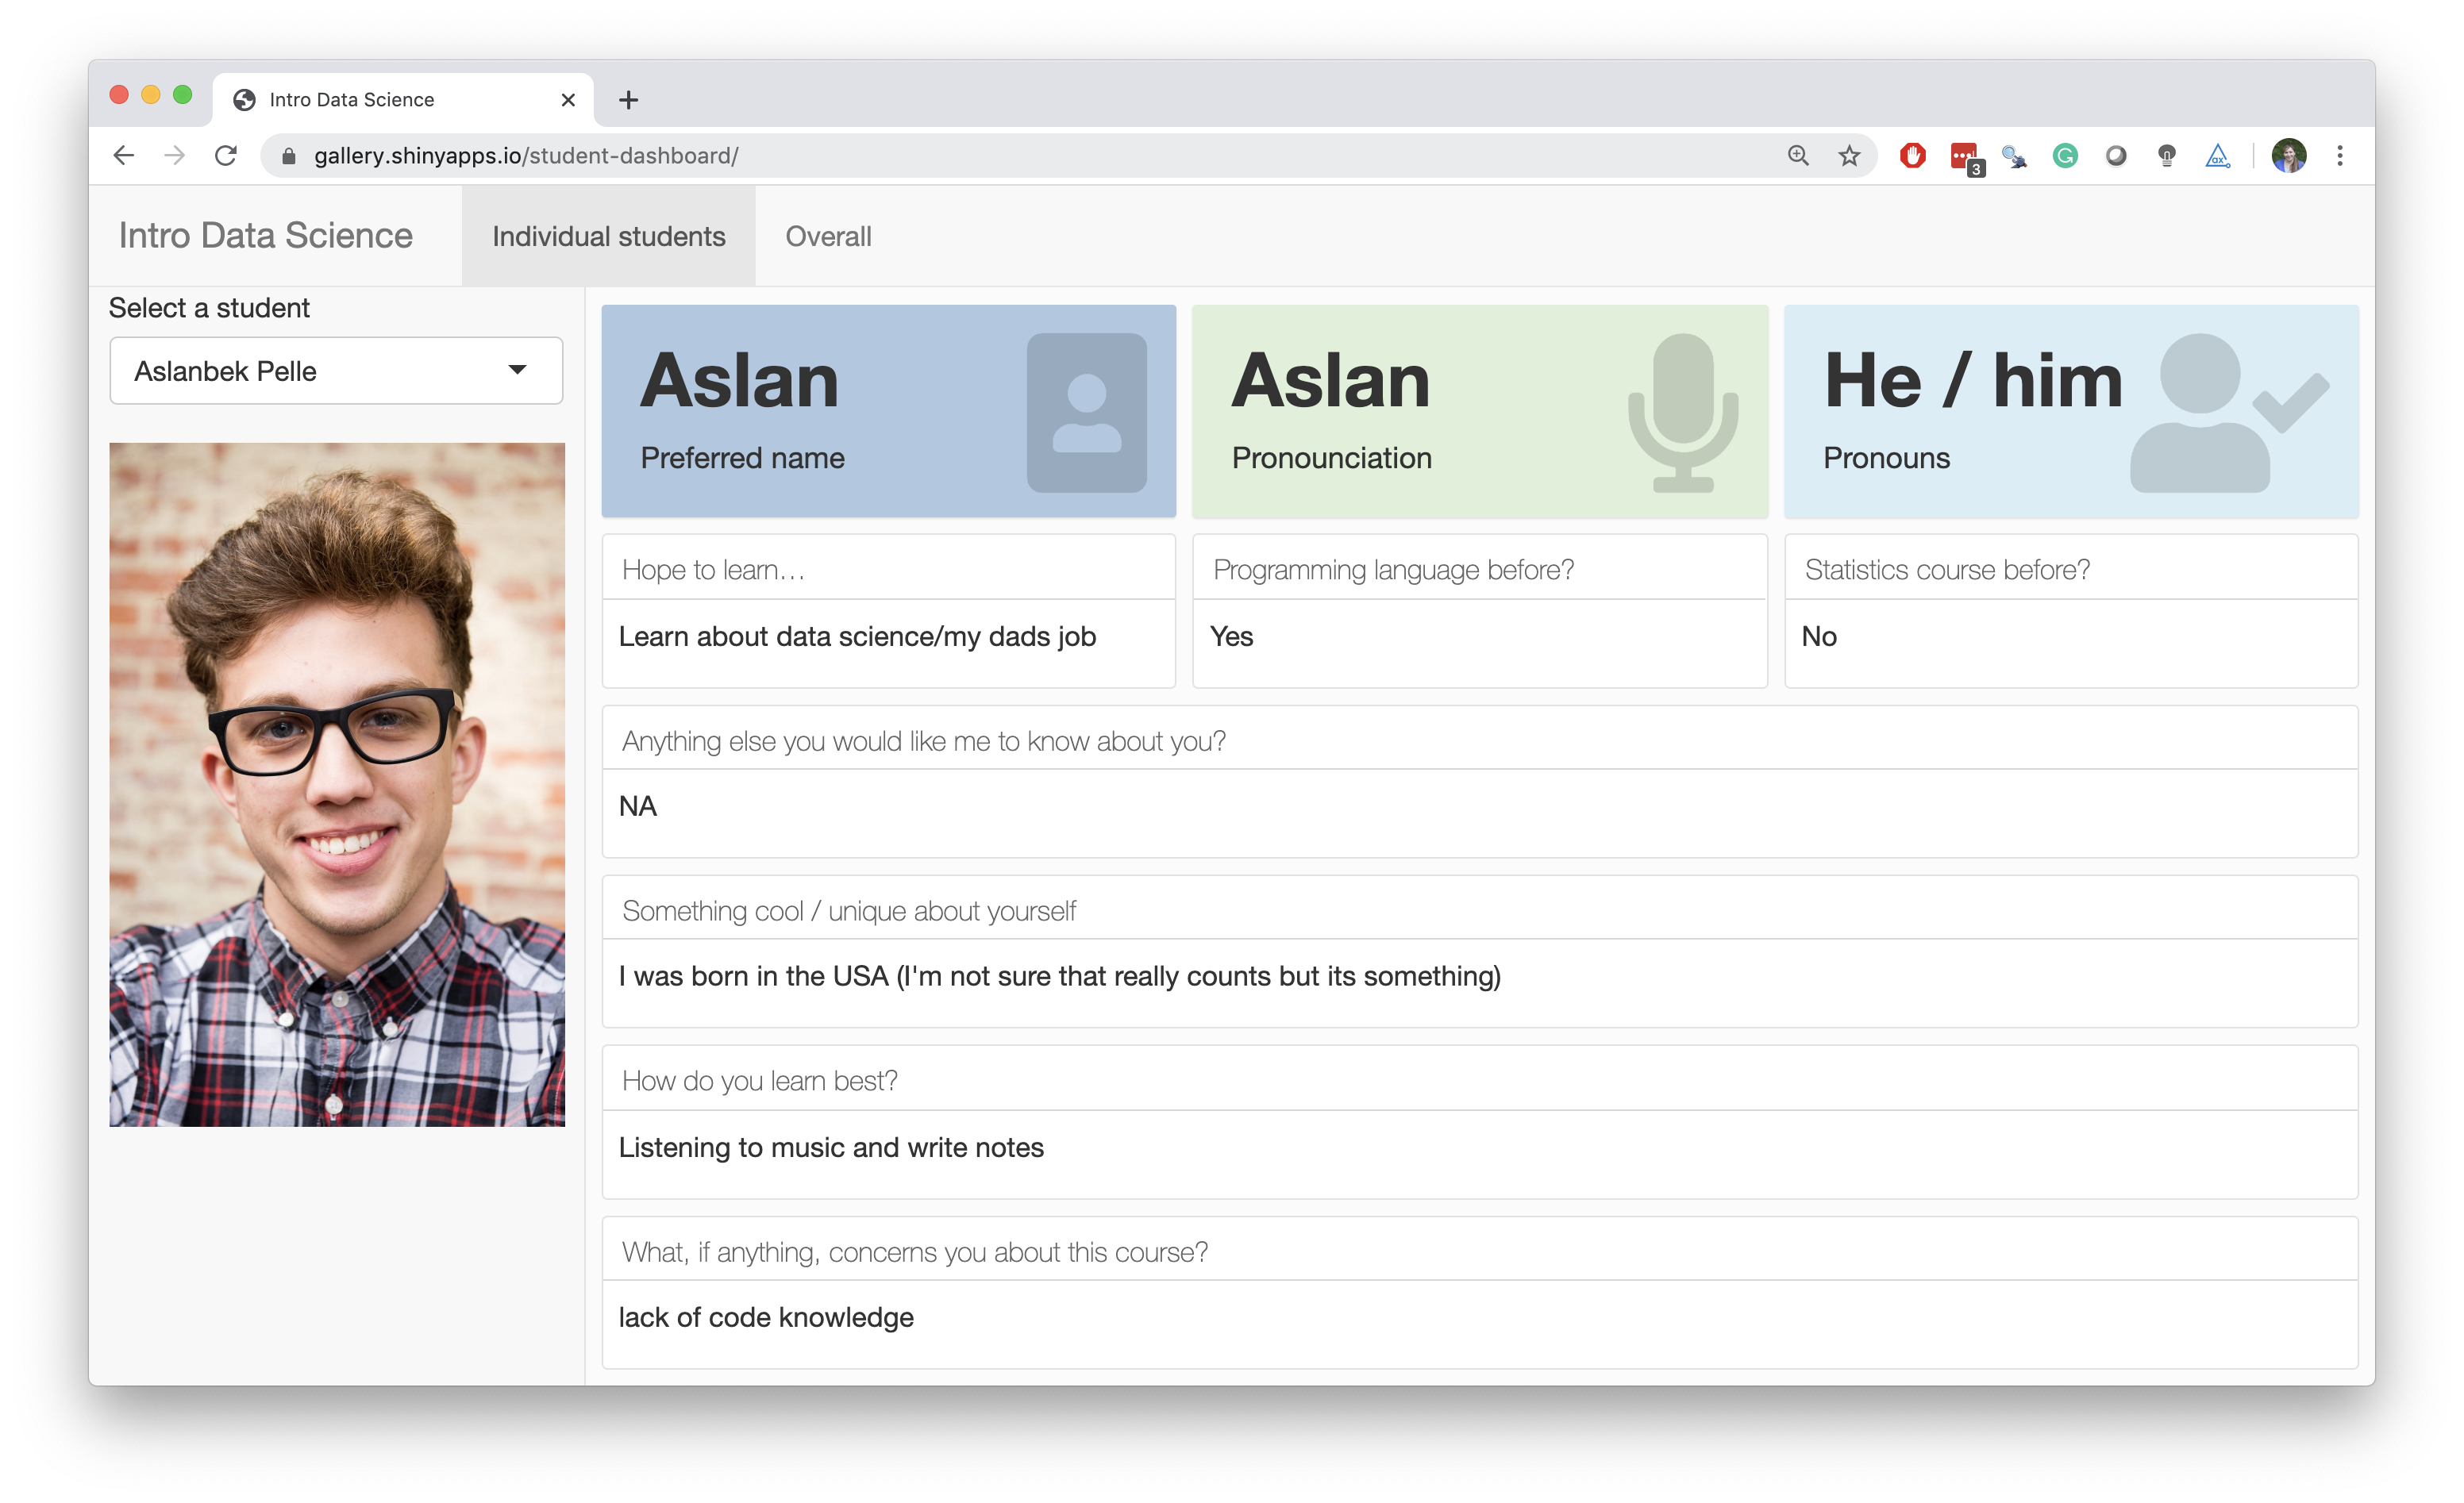 Intro Data Science
gallery.shinyapps.io/student-dashboard/
3
ax
Intro Data Science
Individual students
Overall
Select a student
Aslanbek Pelle
Aslan
Preferred name
Aslan
Pronounciation
He / him
Pronouns
Hope to learn...
Learn about data science/my dads job
Programming language before?
Yes
Statistics course before?
No
Anything else you would like me to know about you?
NA
Something cool / unique about yourself
I was born in the USA (I'm not sure that really counts but its something)
How do you learn best?
Listening to music and write notes
What, if anything, concerns you about this course?
lack of code knowledge